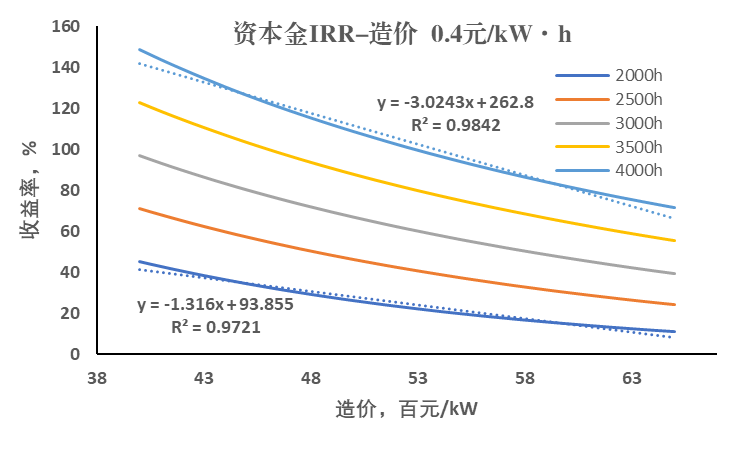 资本金IRR–造价 0.4元/kW·h
160
140
120
100
80
60
40
20
0
收益率，%
38
43
48
53
58
63
造价，百元/kW
2000h
2500h
3000h
3500h
4000h
y = -3.0243x + 262.8
R² = 0.9842
y = -1.316x + 93.855
R² = 0.9721